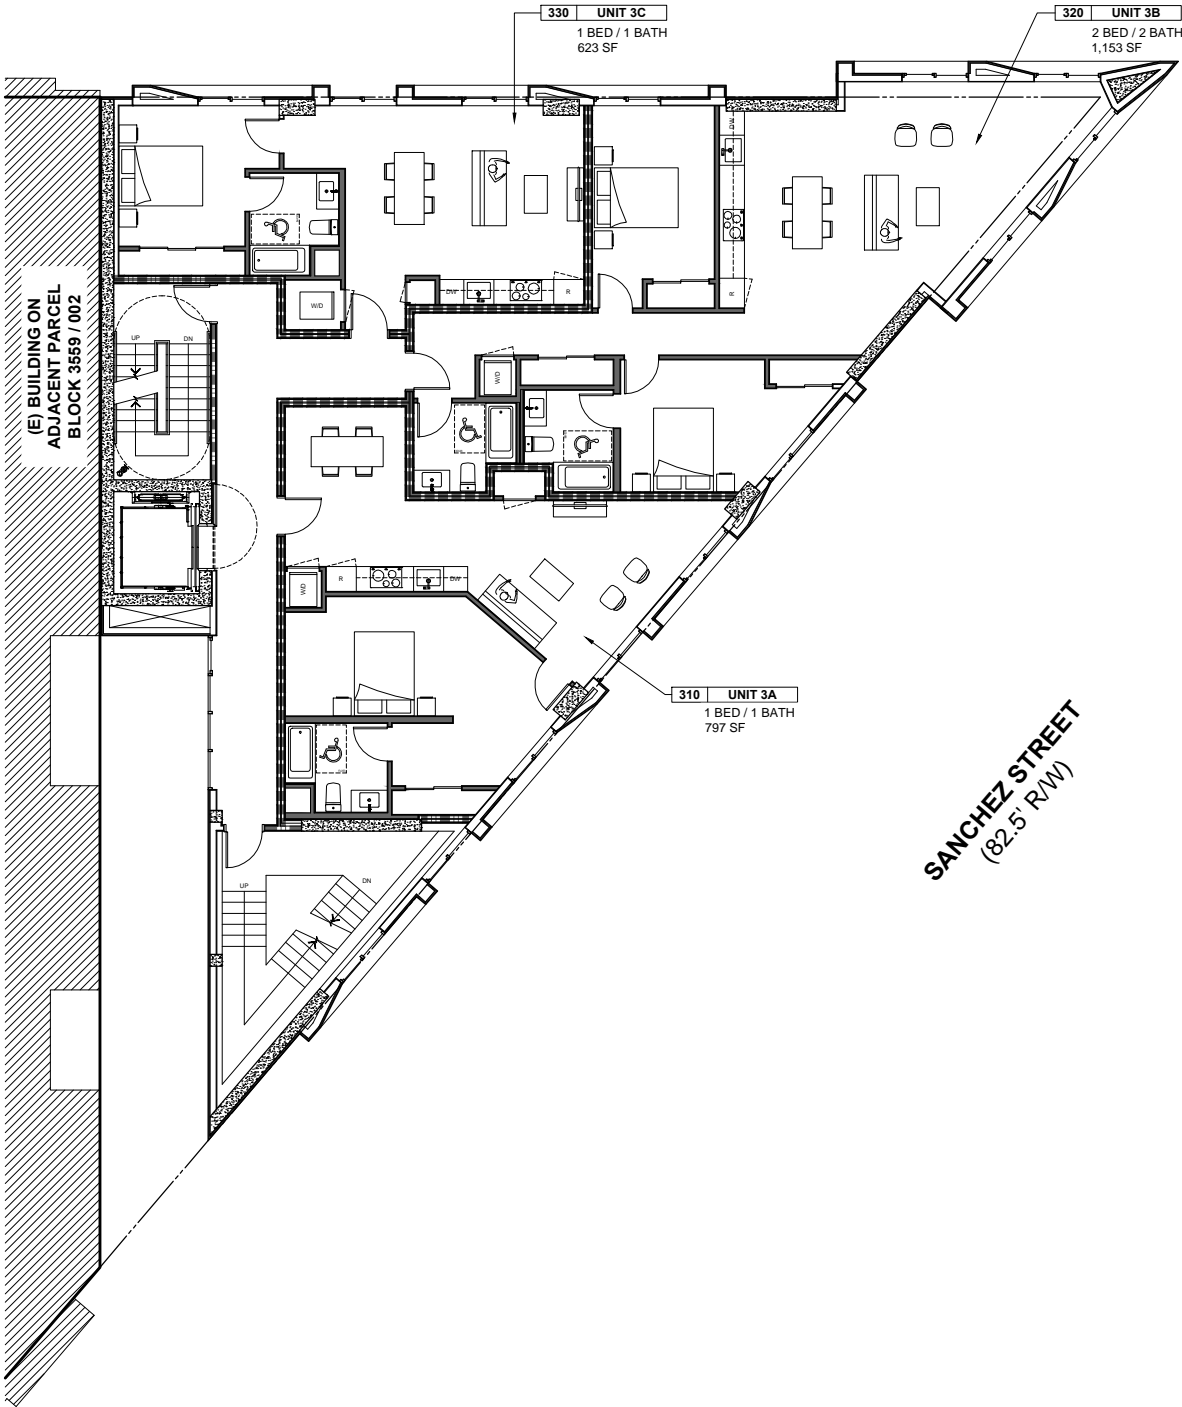 330 UNIT 3C
1 BED / 1 BATH
623 SF
320 UNIT 3B
2 BED / 2 BATH
1,153 SF
DW
R
W/D
DW
R
(E) BUILDING ON
ADJACENT PARCEL
BLOCK 3559 / 002
UP
DN
W/D
W/D
R
DW
310 UNIT 3A
1 BED / 1 BATH
797 SF
SANCHEZ STREET
(82.5' R/W)
UP
DN